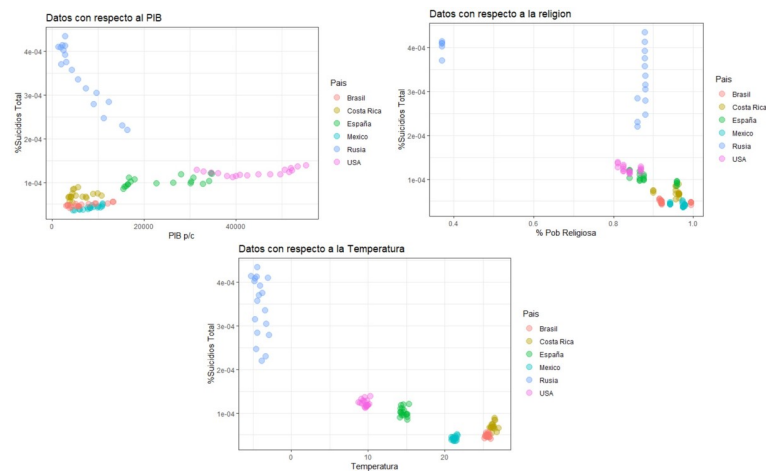 Datos con respecto al PIB
%Suicidios Total
4e-04
3e-04
2e-04
1e-04
0
20000
40000
PIB p/c
Pais
Brasil
Costa Rica
España
Mexico
Rusia
USA
Datos con respecto a la religion
%Suicidios Total
4e-04
3e-04
2e-04
1e-04
0.4
0.6
0.8
1.0
% Pob Religiosa
Pais
Brasil
Costa Rica
España
Mexico
Rusia
USA
Datos con respecto a la Temperatura
%Suicidios Total
4e-04
3e-04
2e-04
1e-04
0
10
20
Temperatura
Pais
Brasil
Costa Rica
España
Mexico
Rusia
USA